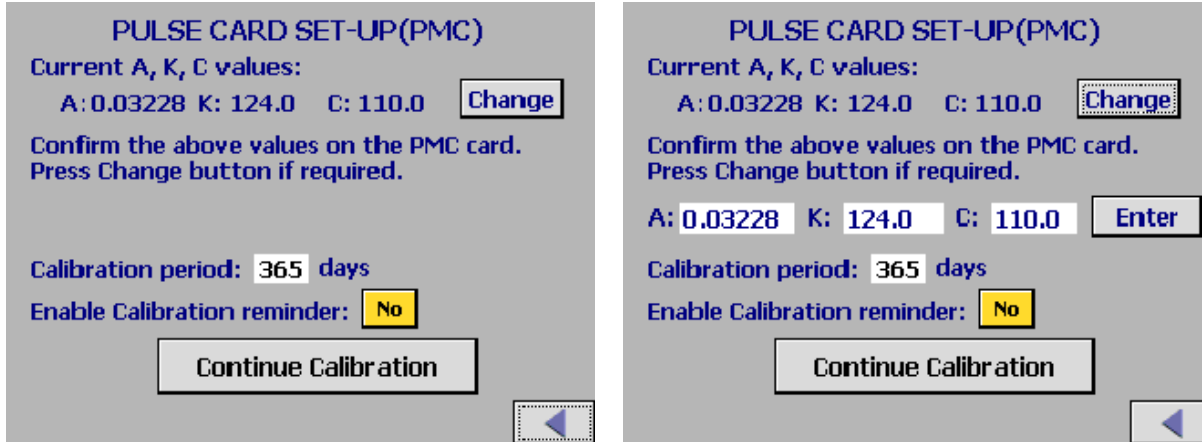 PULSE CARD SET-UP(PMC)
Current A, K, C values:
A: 0.03228 K: 124.0 C: 110.0 Change
Confirm the above values on the PMC card.
Press Change button if required.
Calibration period: 365 days
Enable Calibration reminder: No
Continue Calibration
PULSE CARD SET-UP(PMC)
Current A, K, C values:
A: 0.03228 K: 124.0 C: 110.0 Change
Confirm the above values on the PMC card.
Press Change button if required.
A: 0.03228 K: 124.0 C: 110.0 Enter
Calibration period: 365 days
Enable Calibration reminder: No
Continue Calibration